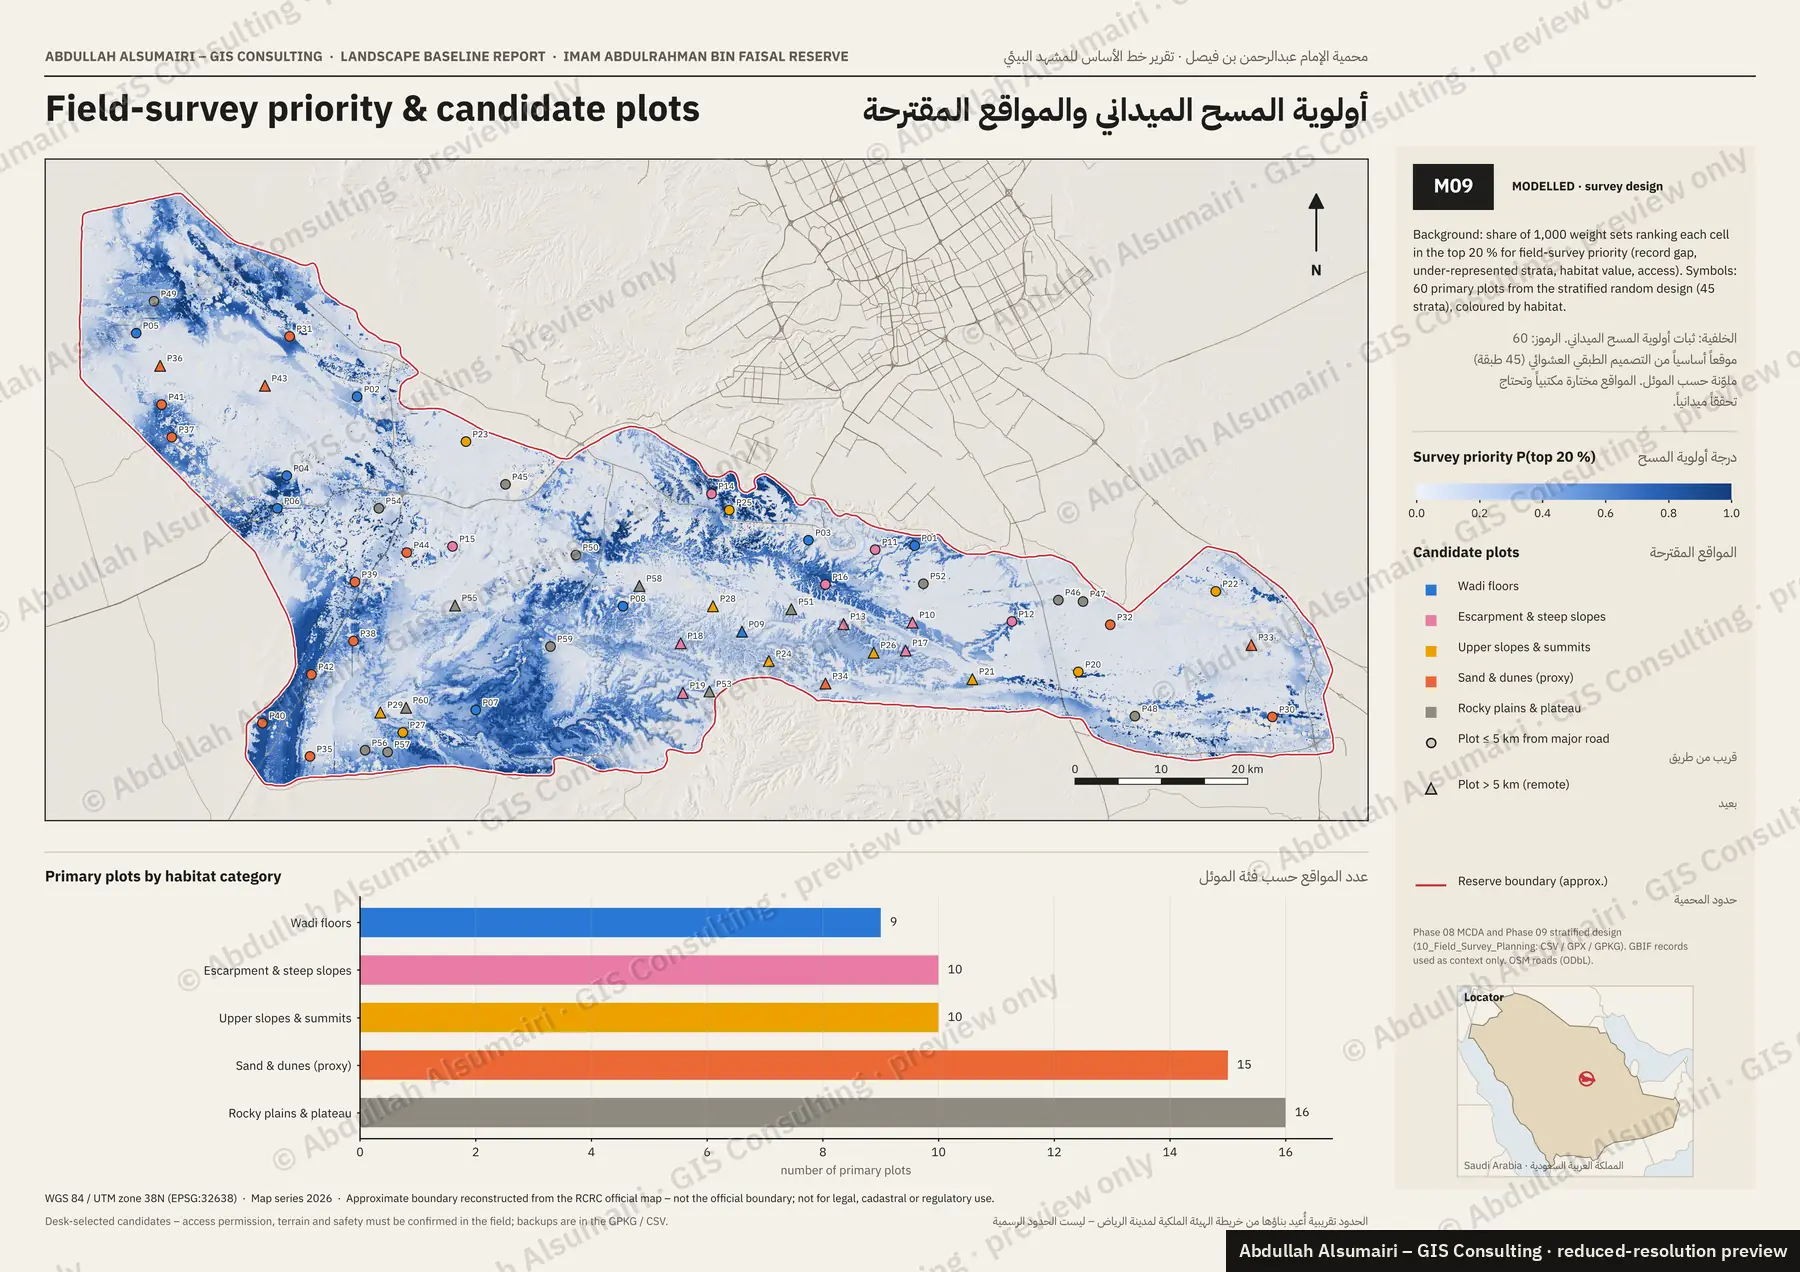 ABDULLAH ALSUMAIRI – GIS CONSULTING · LANDSCAPE BASELINE REPORT · IMAM ABDULRAHMAN BIN FAISAL RESERVE
محمية الإمام عبدالرحمن بن فيصل · تقرير خط الأساس للمشهد البيئي
Field-survey priority & candidate plots
أولوية المسح الميداني والمواقع المقترحة
N
P49
P05
P31
P36
P43
P02
P41
P37
P23
P04
P45
P06
P54
P14
P25
P44
P15
P50
P03
P11
P01
P39
P58
P16
P52
P22
P55
P08
P28
P51
P46
P47
P38
P59
P18
P09
P13
P10
P12
P32
P42
P24
P26
P17
P33
P19
P53
P34
P21
P20
P40
P29
P60
P07
P27
P48
P30
P35
P56
P57
0 10 20 km
M09
MODELLED · survey design
Background: share of 1,000 weight sets ranking each cell
in the top 20 % for field-survey priority (record gap,
under-represented strata, habitat value, access). Symbols:
60 primary plots from the stratified random design (45
strata), coloured by habitat.
الخلفية: ثبات أولوية المسح الميداني. الرموز: 60
موقعاً أساسياً من التصميم الطبقي العشوائي (45 طبقة)
ملوّنة حسب الموئل. المواقع مختارة مكتبياً وتحتاج
تحققاً ميدانياً.
Survey priority P(top 20 %)
درجة أولوية المسح
0.0 0.2 0.4 0.6 0.8 1.0
Candidate plots
المواقع المقترحة
Wadi floors
Escarpment & steep slopes
Upper slopes & summits
Sand & dunes (proxy)
Rocky plains & plateau
Plot ≤ 5 km from major road
قريب من طريق
Plot > 5 km (remote)
بعيد
Reserve boundary (approx.)
حدود المحمية
Phase 08 MCDA and Phase 09 stratified design
(10_Field_Survey_Planning: CSV / GPX / GPKG). GBIF records
used as context only. OSM roads (ODbL).
Locator
Saudi Arabia · المملكة العربية السعودية
Primary plots by habitat category
عدد المواقع حسب فئة الموئل
Wadi floors 9
Escarpment & steep slopes 10
Upper slopes & summits 10
Sand & dunes (proxy) 15
Rocky plains & plateau 16
0 2 4 6 8 10 12 14 16
number of primary plots
WGS 84 / UTM zone 38N (EPSG:32638) · Map series 2026 · Approximate boundary reconstructed from the RCRC official map – not the official boundary; not for legal, cadastral or regulatory use.
Desk-selected candidates – access permission, terrain and safety must be confirmed in the field; backups are in the GPKG / CSV.
الحدود تقريبية أُعيد بناؤها من خريطة الهيئة الملكية لمدينة الرياض – ليست الحدود الرسمية
© Abdullah Alsumairi · GIS Consulting · preview only
Abdullah Alsumairi – GIS Consulting · reduced-resolution preview